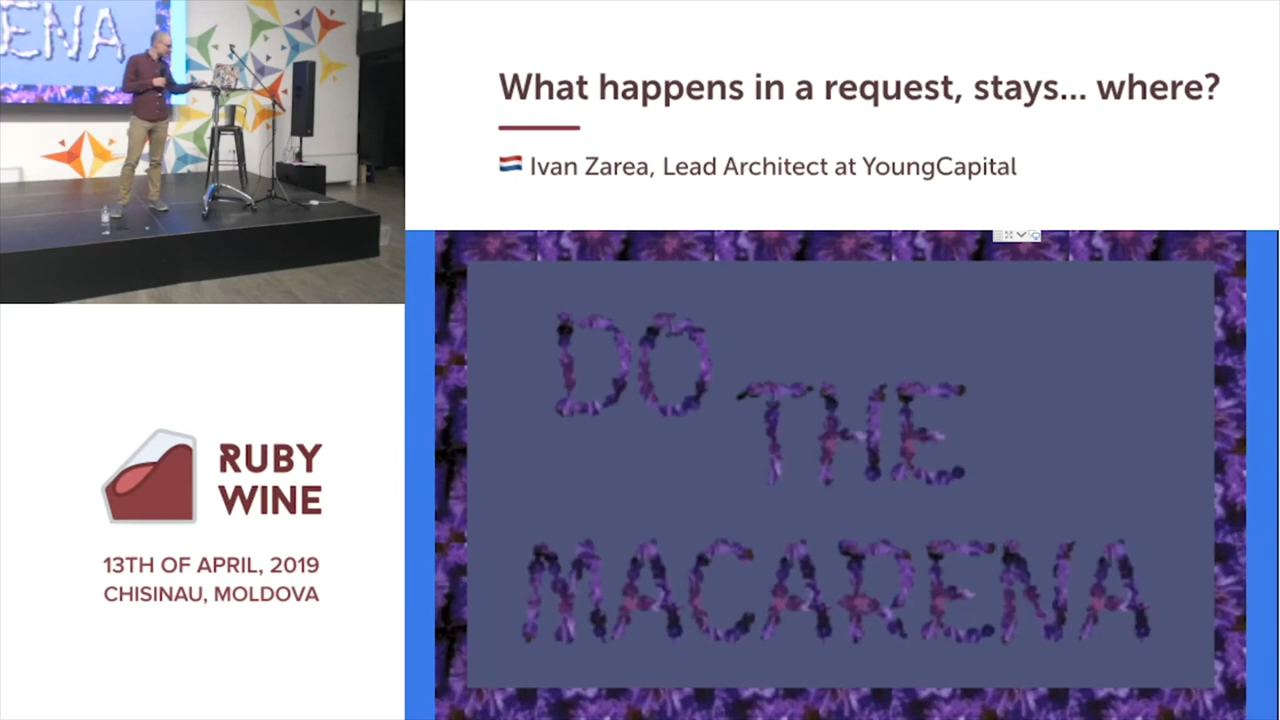 ENA
What happens in a request, stays... where?
Ivan Zarea, Lead Architect at YoungCapital
DO
THE
MACARENA
RUBY
WINE
13TH OF APRIL, 2019
CHISINAU, MOLDOVA